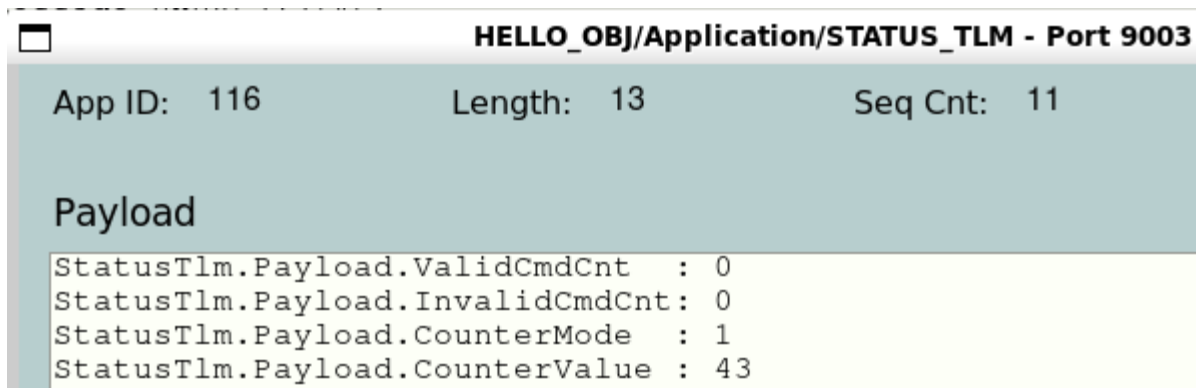 HELLO_OBJ/Application/STATUS_TLM - Port 9003
App ID: 116 Length: 13 Seq Cnt: 11
Payload
StatusTlm.Payload.ValidCmdCnt : 0
StatusTlm.Payload.InvalidCmdCnt: 0
StatusTlm.Payload.CounterMode : 1
StatusTlm.Payload.CounterValue : 43